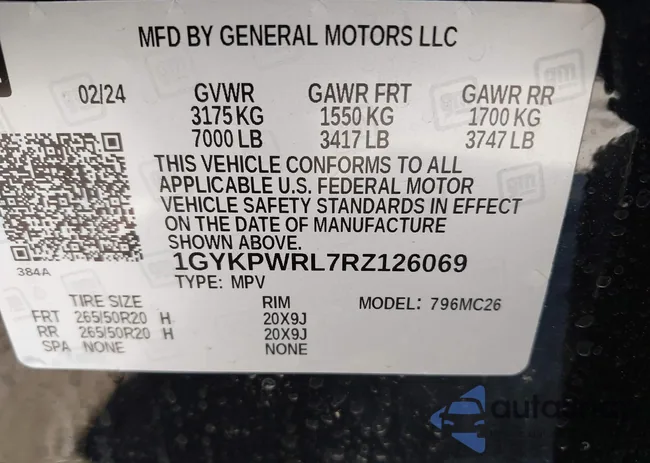 MFD BY GENERAL MOTORS LLC
02/24 GVWR GAWR FRT GAWR RR
3175 KG 1550 KG 1700 KG
7000 LB 3417 LB 3747 LB
THIS VEHICLE CONFORMS TO ALL
APPLICABLE U.S. FEDERAL MOTOR
VEHICLE SAFETY STANDARDS IN EFFECT
ON THE DATE OF MANUFACTURE
SHOWN ABOVE.
384A
1GYKPWRL7RZ126069
TYPE: MPV
TIRE SIZE RIM MODEL: 796MC26
FRT 265/50R20 H 20X9J
RR 265/50R20 H 20X9J
SPA NONE NONE